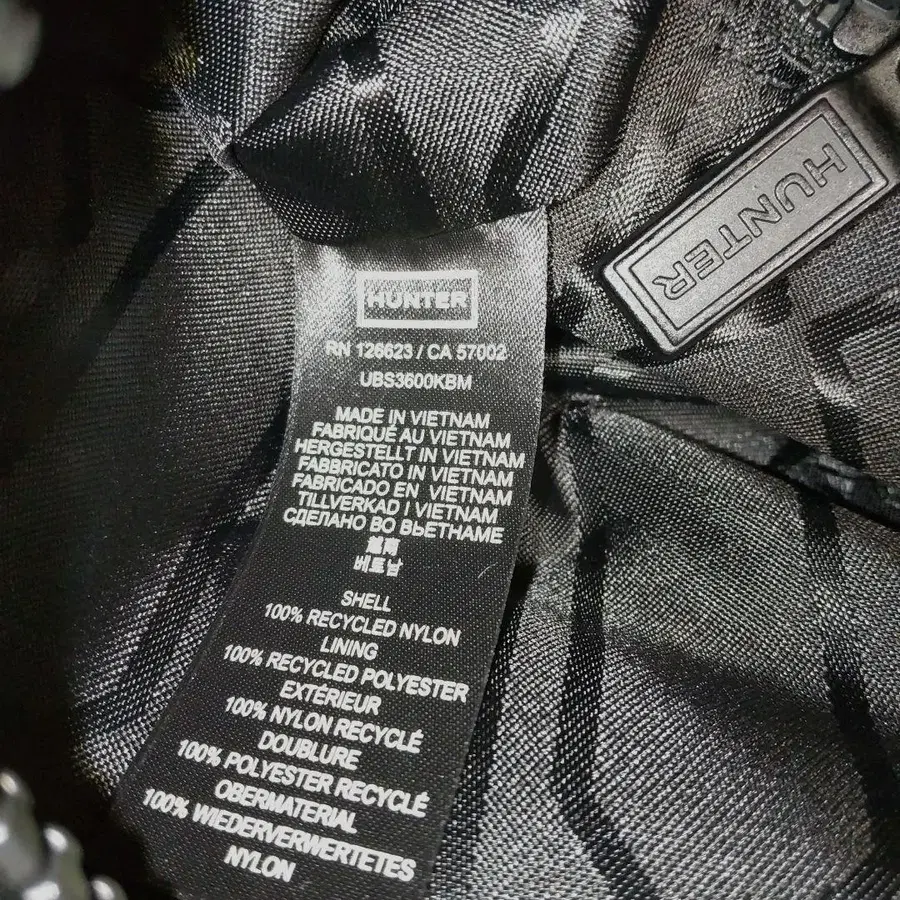 HUNTER
HUNTER
RN 126623 / CA 57002
UBS3600KBM
MADE IN VIETNAM
FABRIQUÉ AU VIETNAM
HERGESTELLT IN VIETNAM
FABBRICATO IN VIETNAM
FABRICADO EN VIETNAM
TILLVERKAD I VIETNAM
СДЕЛАНО ВО ВЬЕТНАМЕ
越南
베트남
SHELL
100% RECYCLED NYLON
LINING
100% RECYCLED POLYESTER
EXTÉRIEUR
100% NYLON RECYCLÉ
DOUBLURE
100% POLYESTER RECYCLÉ
OBERMATERIAL
100% WIEDERVERWERTETES
NYLON